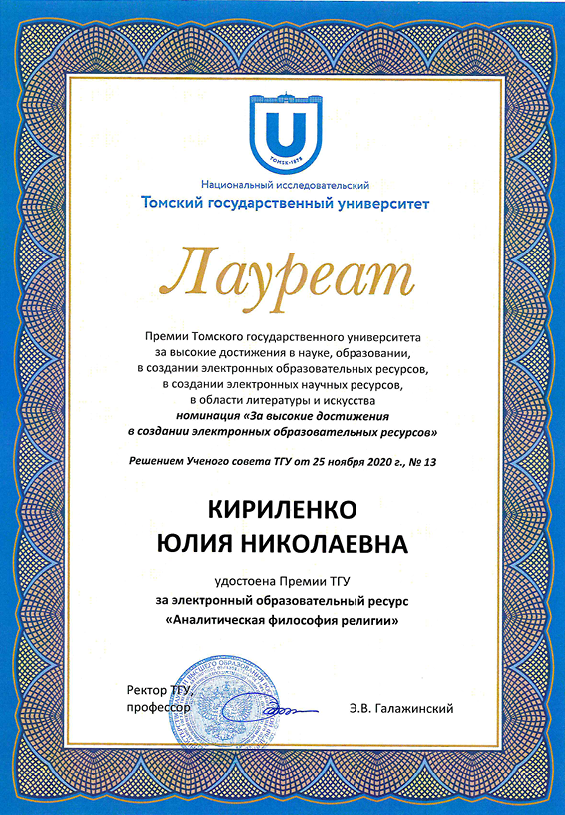 U
TOMSK-1878
Национальный исследовательский
Томский государственный университет
Лауреат
Премии Томского государственного университета
за высокие достижения в науке, образовании,
в создании электронных образовательных ресурсов,
в создании электронных научных ресурсов,
в области литературы и искусства
номинация «За высокие достижения
в создании электронных образовательных ресурсов»
Решением Ученого совета ТГУ от 25 ноября 2020 г., № 13
КИРИЛЕНКО
ЮЛИЯ НИКОЛАЕВНА
удостоена Премии ТГУ
за электронный образовательный ресурс
«Аналитическая философия религии»
Ректор ТГУ,
профессор Э.В. Галажинский
ВЫСШЕГО ОБРАЗОВАНИЯ